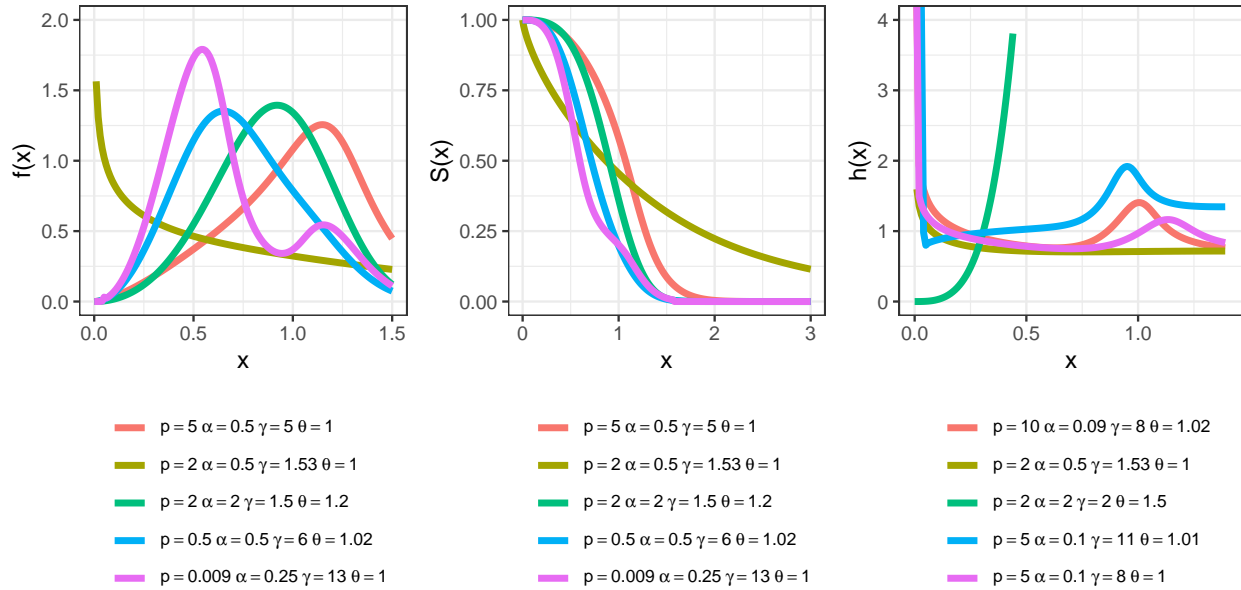 f(x)
2.0
1.5
1.0
0.5
0.0
0.0 0.5 1.0 1.5
x
p = 5 α = 0.5 γ = 5 θ = 1
p = 2 α = 0.5 γ = 1.53 θ = 1
p = 2 α = 2 γ = 1.5 θ = 1.2
p = 0.5 α = 0.5 γ = 6 θ = 1.02
p = 0.009 α = 0.25 γ = 13 θ = 1
S(x)
1.00
0.75
0.50
0.25
0.00
0 1 2 3
x
p = 5 α = 0.5 γ = 5 θ = 1
p = 2 α = 0.5 γ = 1.53 θ = 1
p = 2 α = 2 γ = 1.5 θ = 1.2
p = 0.5 α = 0.5 γ = 6 θ = 1.02
p = 0.009 α = 0.25 γ = 13 θ = 1
h(x)
4
3
2
1
0
0.0 0.5 1.0
x
p = 10 α = 0.09 γ = 8 θ = 1.02
p = 2 α = 0.5 γ = 1.53 θ = 1
p = 2 α = 2 γ = 2 θ = 1.5
p = 5 α = 0.1 γ = 11 θ = 1.01
p = 5 α = 0.1 γ = 8 θ = 1